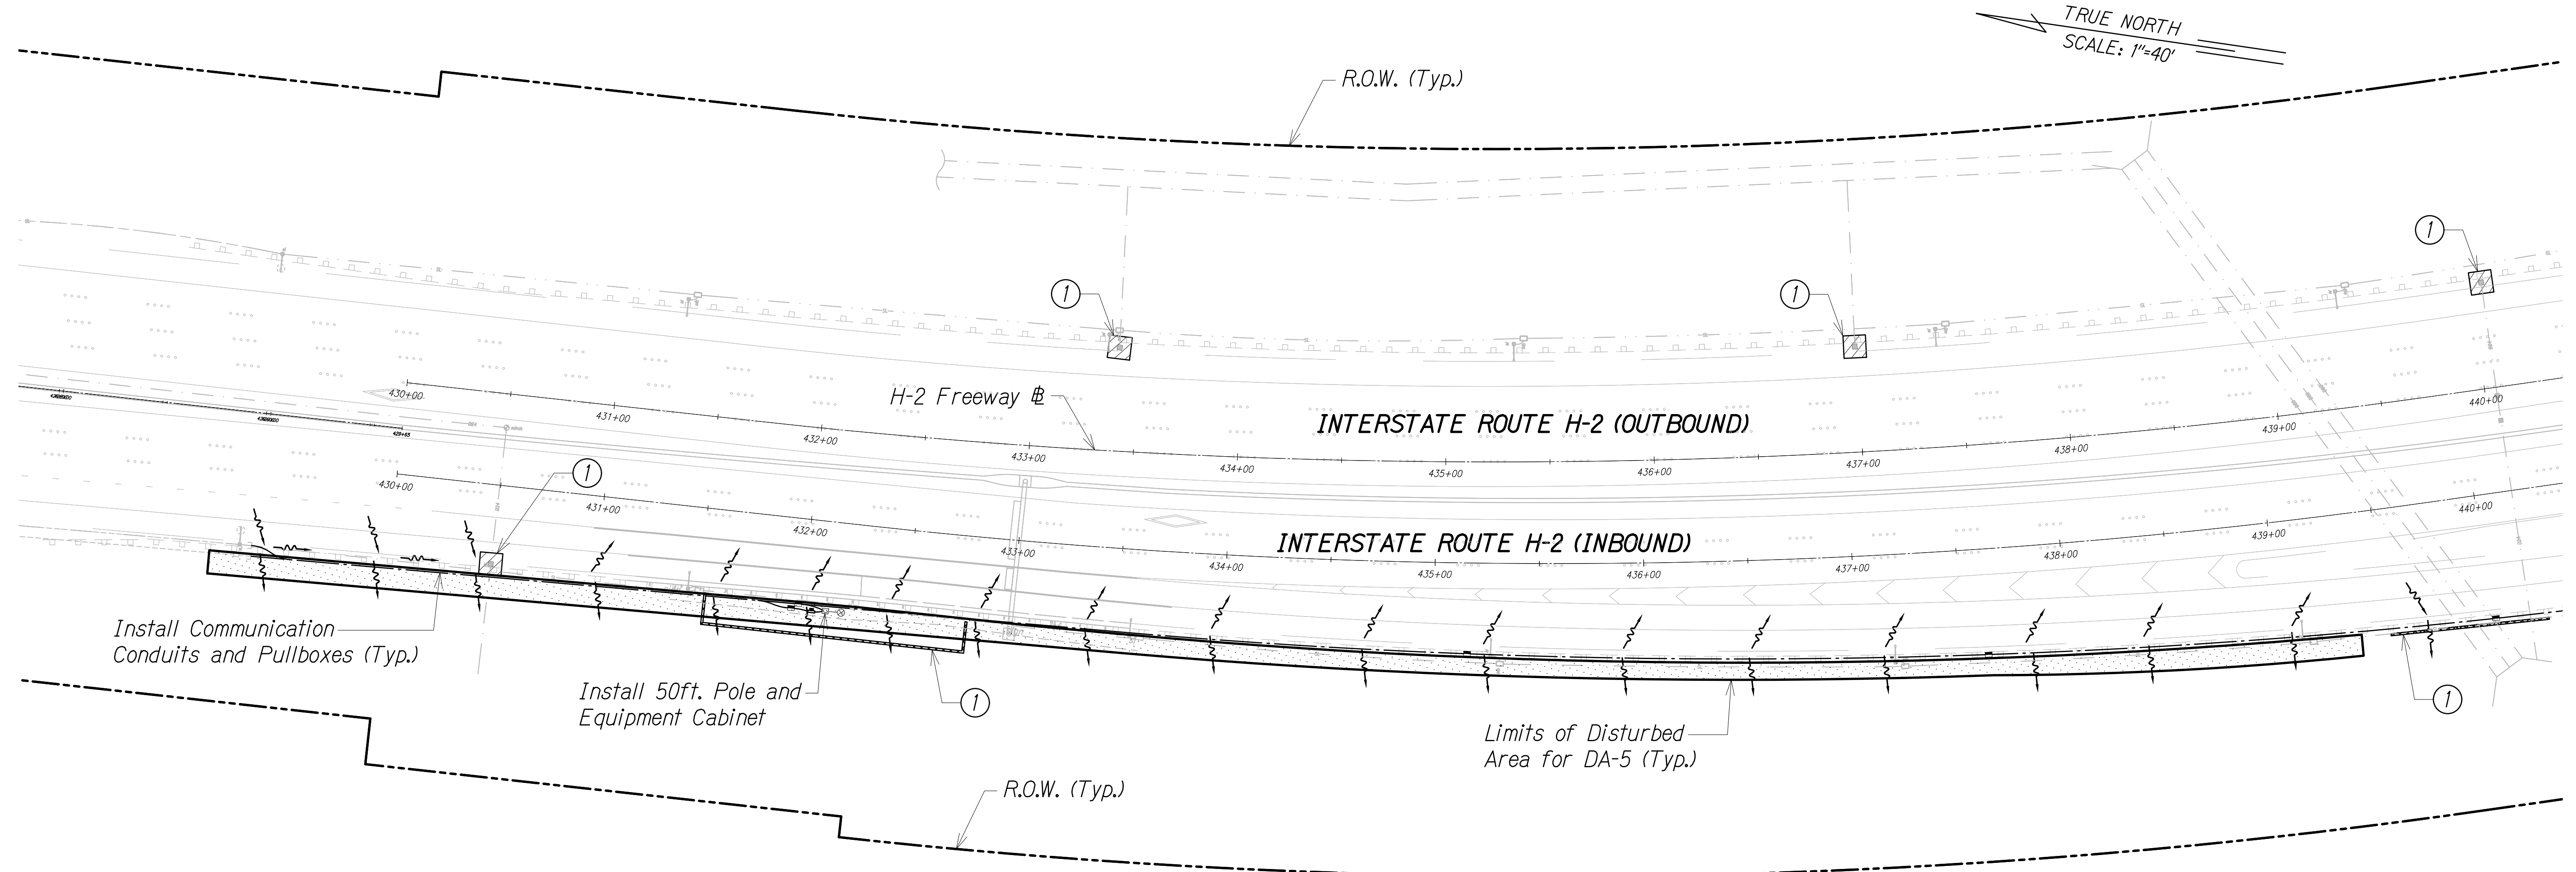 TRUE NORTH
SCALE: 1"=40'
R.O.W. (Typ.)
1
1
1
H-2 Freeway ␢
INTERSTATE ROUTE H-2 (OUTBOUND)
430+00
431+00
432+00
433+00
434+00
435+00
436+00
437+00
438+00
439+00
440+00
429+65
1
430+00
431+00
432+00
433+00
434+00
435+00
436+00
437+00
438+00
439+00
440+00
INTERSTATE ROUTE H-2 (INBOUND)
Install Communication
Conduits and Pullboxes (Typ.)
Install 50ft. Pole and
Equipment Cabinet
1
1
Limits of Disturbed
Area for DA-5 (Typ.)
R.O.W. (Typ.)